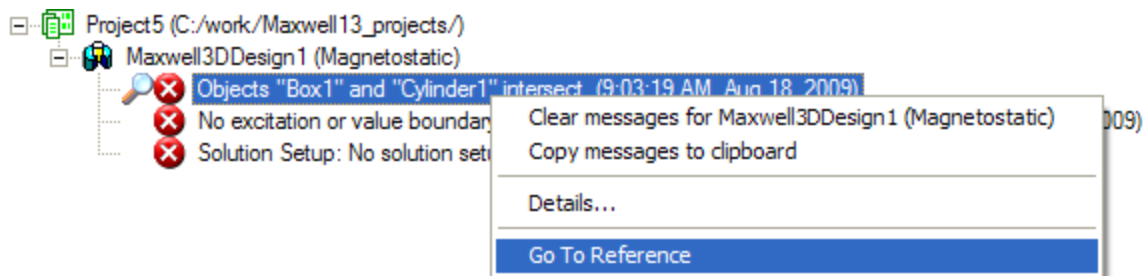 Project5 (C:/work/Maxwell13_projects/)
Maxwell3DDesign1 (Magnetostatic)
Objects "Box1" and "Cylinder1" intersect. (9:03:19 AM Aug 18, 2009)
No excitation or value boundary 009)
Solution Setup: No solution
Clear messages for Maxwell3DDesign1 (Magnetostatic)
Copy messages to clipboard
Details...
Go To Reference